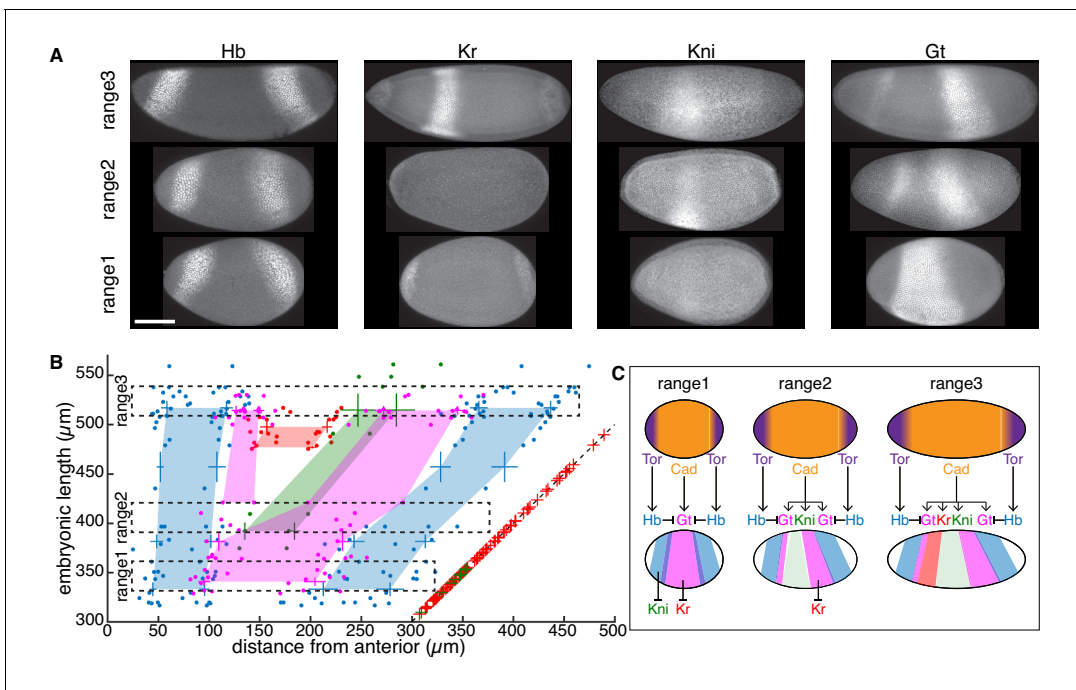 A
Hb
Kr
Kni
Gt
range3
range2
range1
B
embryonic length (μm)
550
500
450
400
350
300
range3
range2
range1
0
50
100
150
200
250
300
350
400
450
500
distance from anterior (μm)
C
range1
range2
range3
Tor
Tor
Cad
Tor
Tor
Cad
Tor
Tor
Cad
Hb
Gt
Hb
Hb
Gt
Kni
Gt
Hb
Hb
Gt
Kr
Kni
Gt
Hb
Kni
Kr
Kr